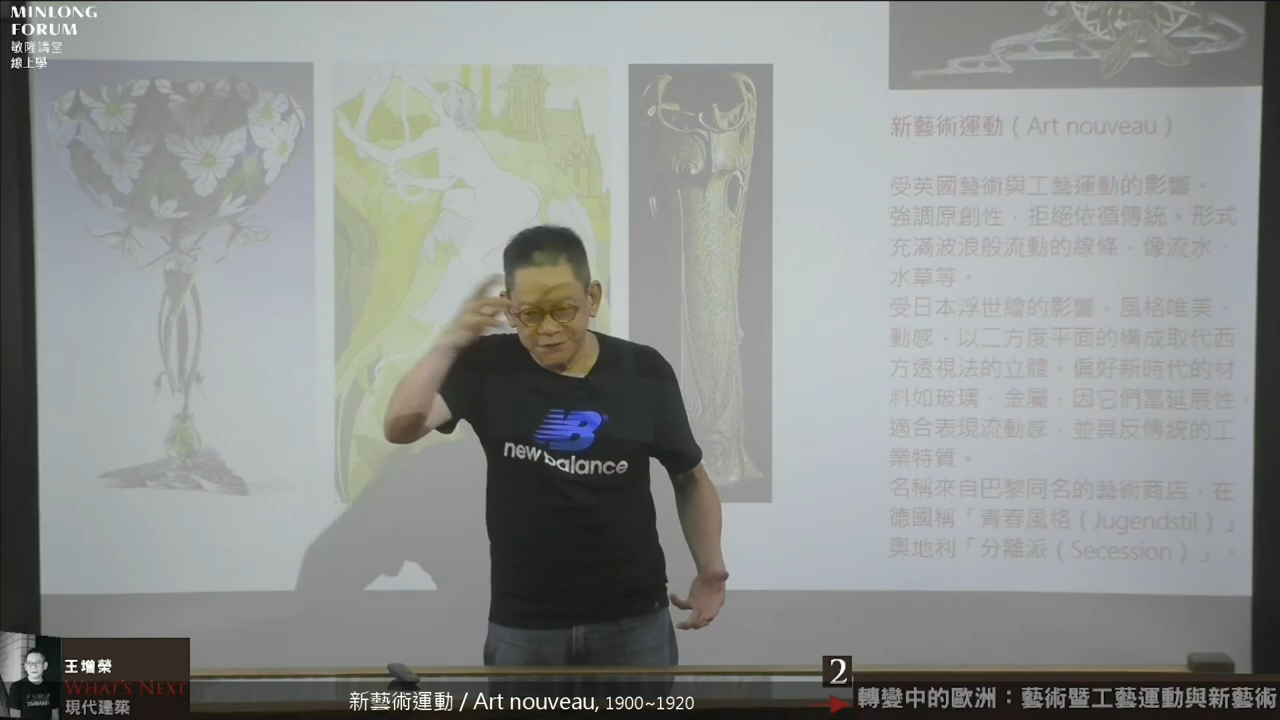 MINLONG
FORUM
敏隆講堂
線上學
新藝術運動（Art nouveau）
受英國藝術與工藝運動的影響。
強調原創性，拒絕依循傳統。形式
充滿波浪般流動的線條，像流水、
水草等。
受日本浮世繪的影響，風格唯美、
動感，以二方度平面的構成取代西
方透視法的立體。偏好新時代的材
料如玻璃、金屬，因它們富延展性，
適合表現流動感，並具反傳統的工
業特質。
名稱來自巴黎同名的藝術商店，在
德國稱「青春風格（Jugendstil）」
奧地利「分離派（Secession）」。
new balance
王增榮
WHAT'S NEXT
現代建築
新藝術運動 / Art nouveau, 1900~1920
2
轉變中的歐洲：藝術暨工藝運動與新藝術